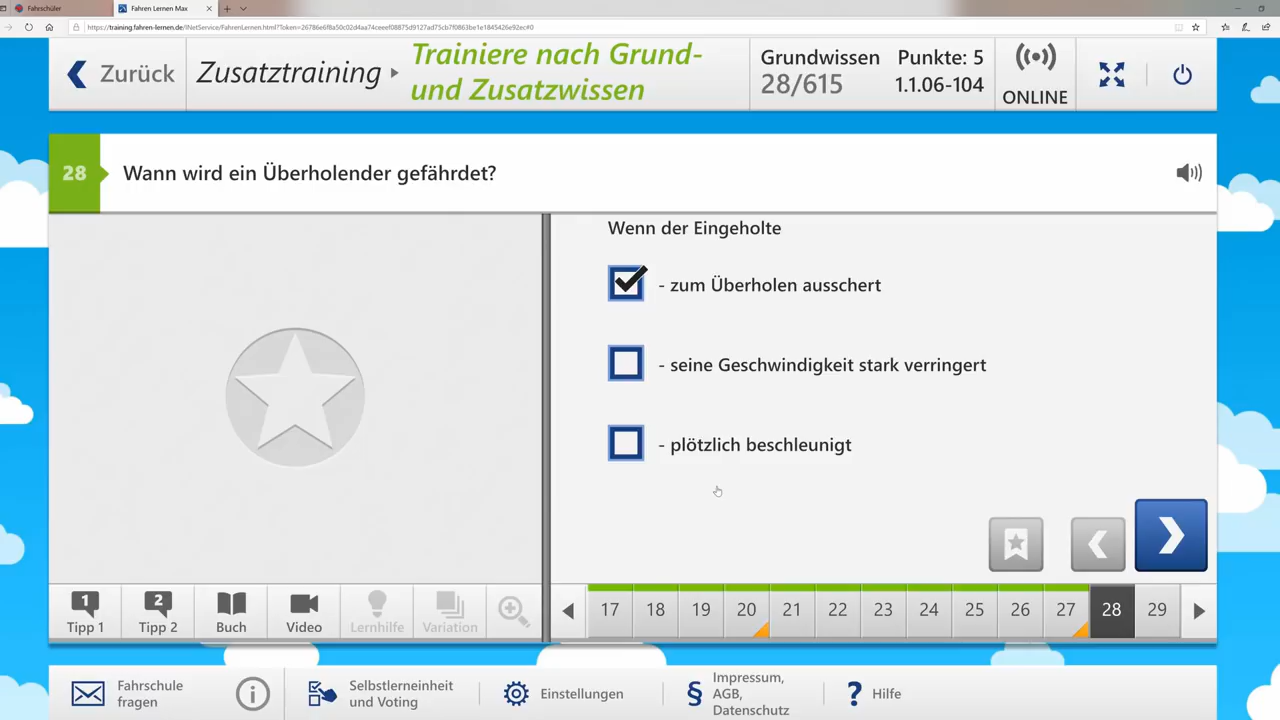 Fahrschüler
Fahren Lernen Max
Zurück
Zusatztraining
Trainiere nach Grund-
und Zusatzwissen
Grundwissen
28/615
Punkte: 5
1.1.06-104
ONLINE
28
Wann wird ein Überholender gefährdet?
Wenn der Eingeholte
- zum Überholen ausschert
- seine Geschwindigkeit stark verringert
- plötzlich beschleunigt
1
Tipp 1
2
Tipp 2
Buch
Video
Lernhilfe
Variation
17 18 19 20 21 22 23 24 25 26 27 28 29
Fahrschule
fragen
Selbstlerneinheit
und Voting
Einstellungen
§
Impressum,
AGB,
Datenschutz
?
Hilfe